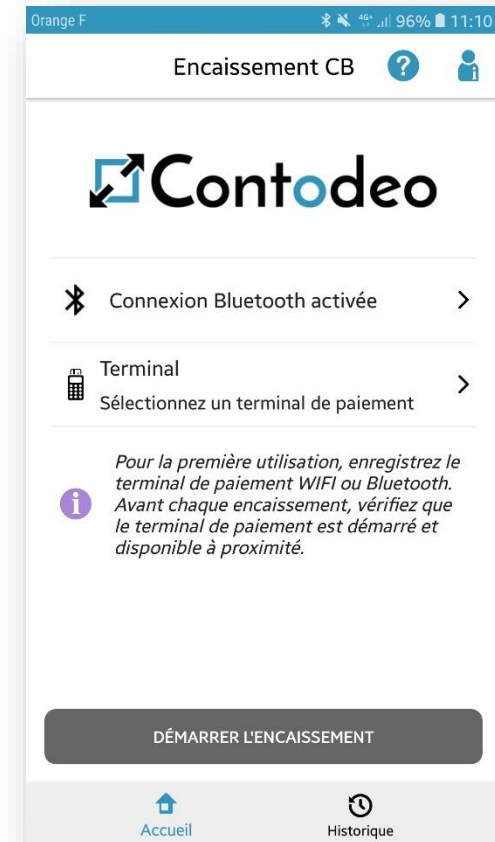 Orange F 4G+ 96% 11:10
Encaissement CB ?
Contodeo
Connexion Bluetooth activée
Terminal
Sélectionnez un terminal de paiement
Pour la première utilisation, enregistrez le
terminal de paiement WIFI ou Bluetooth.
Avant chaque encaissement, vérifiez que
le terminal de paiement est démarré et
disponible à proximité.
DÉMARRER L'ENCAISSEMENT
Accueil Historique